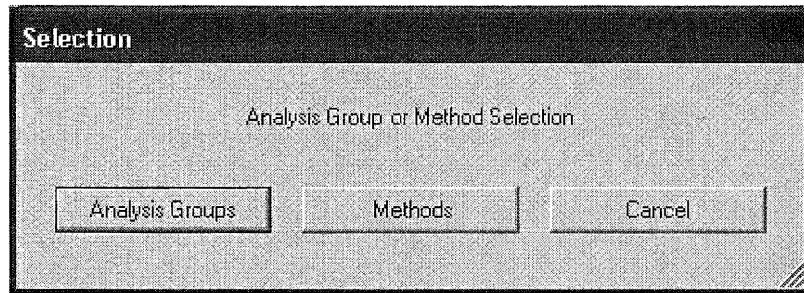 Selection
Analysis Group or Method Selection
Analysis Groups
Methods
Cancel